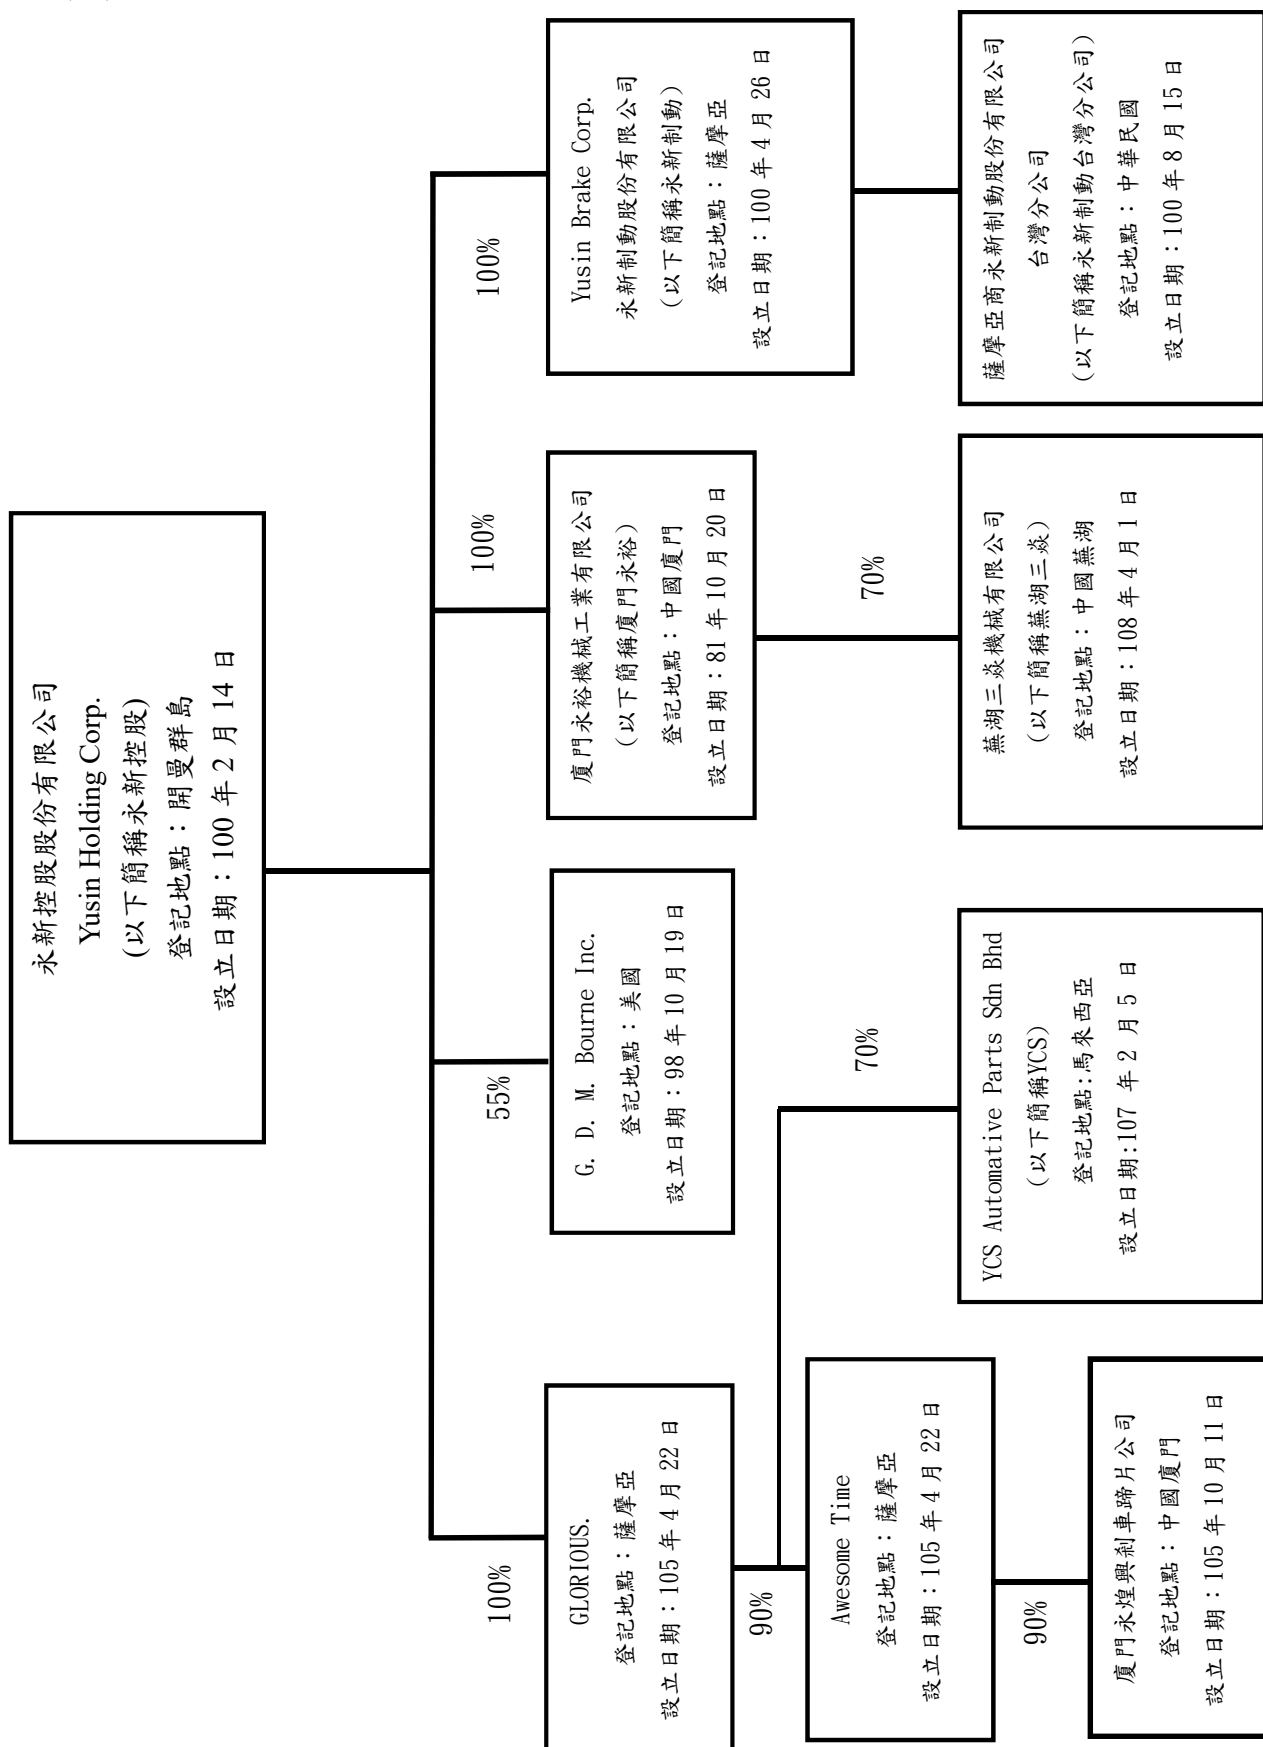 永新控股股份有限公司
Yusin Holding Corp.
(以下簡稱永新控股)
登記地點：開曼群島
設立日期：100 年 2 月 14 日
100%
55%
100%
100%
GLORIOUS.
登記地點：薩摩亞
設立日期：105 年 4 月 22 日
G. D. M. Bourne Inc.
登記地點：美國
設立日期：98 年 10 月 19 日
廈門永裕機械工業有限公司
(以下簡稱廈門永裕)
登記地點：中國廈門
設立日期：81 年 10 月 20 日
Yusin Brake Corp.
永新制動股份有限公司
(以下簡稱永新制動)
登記地點：薩摩亞
設立日期：100 年 4 月 26 日
90%
70%
70%
Awesome Time
登記地點：薩摩亞
設立日期：105 年 4 月 22 日
YCS Automative Parts Sdn Bhd
(以下簡稱YCS)
登記地點:馬來西亞
設立日期:107 年 2 月 5 日
蕪湖三焱機械有限公司
(以下簡稱蕪湖三焱)
登記地點：中國蕪湖
設立日期：108 年 4 月 1 日
薩摩亞商永新制動股份有限公司
台灣分公司
(以下簡稱永新制動台灣分公司)
登記地點：中華民國
設立日期：100 年 8 月 15 日
90%
廈門永煌興剎車蹄片公司
登記地點：中國廈門
設立日期：105 年 10 月 11 日